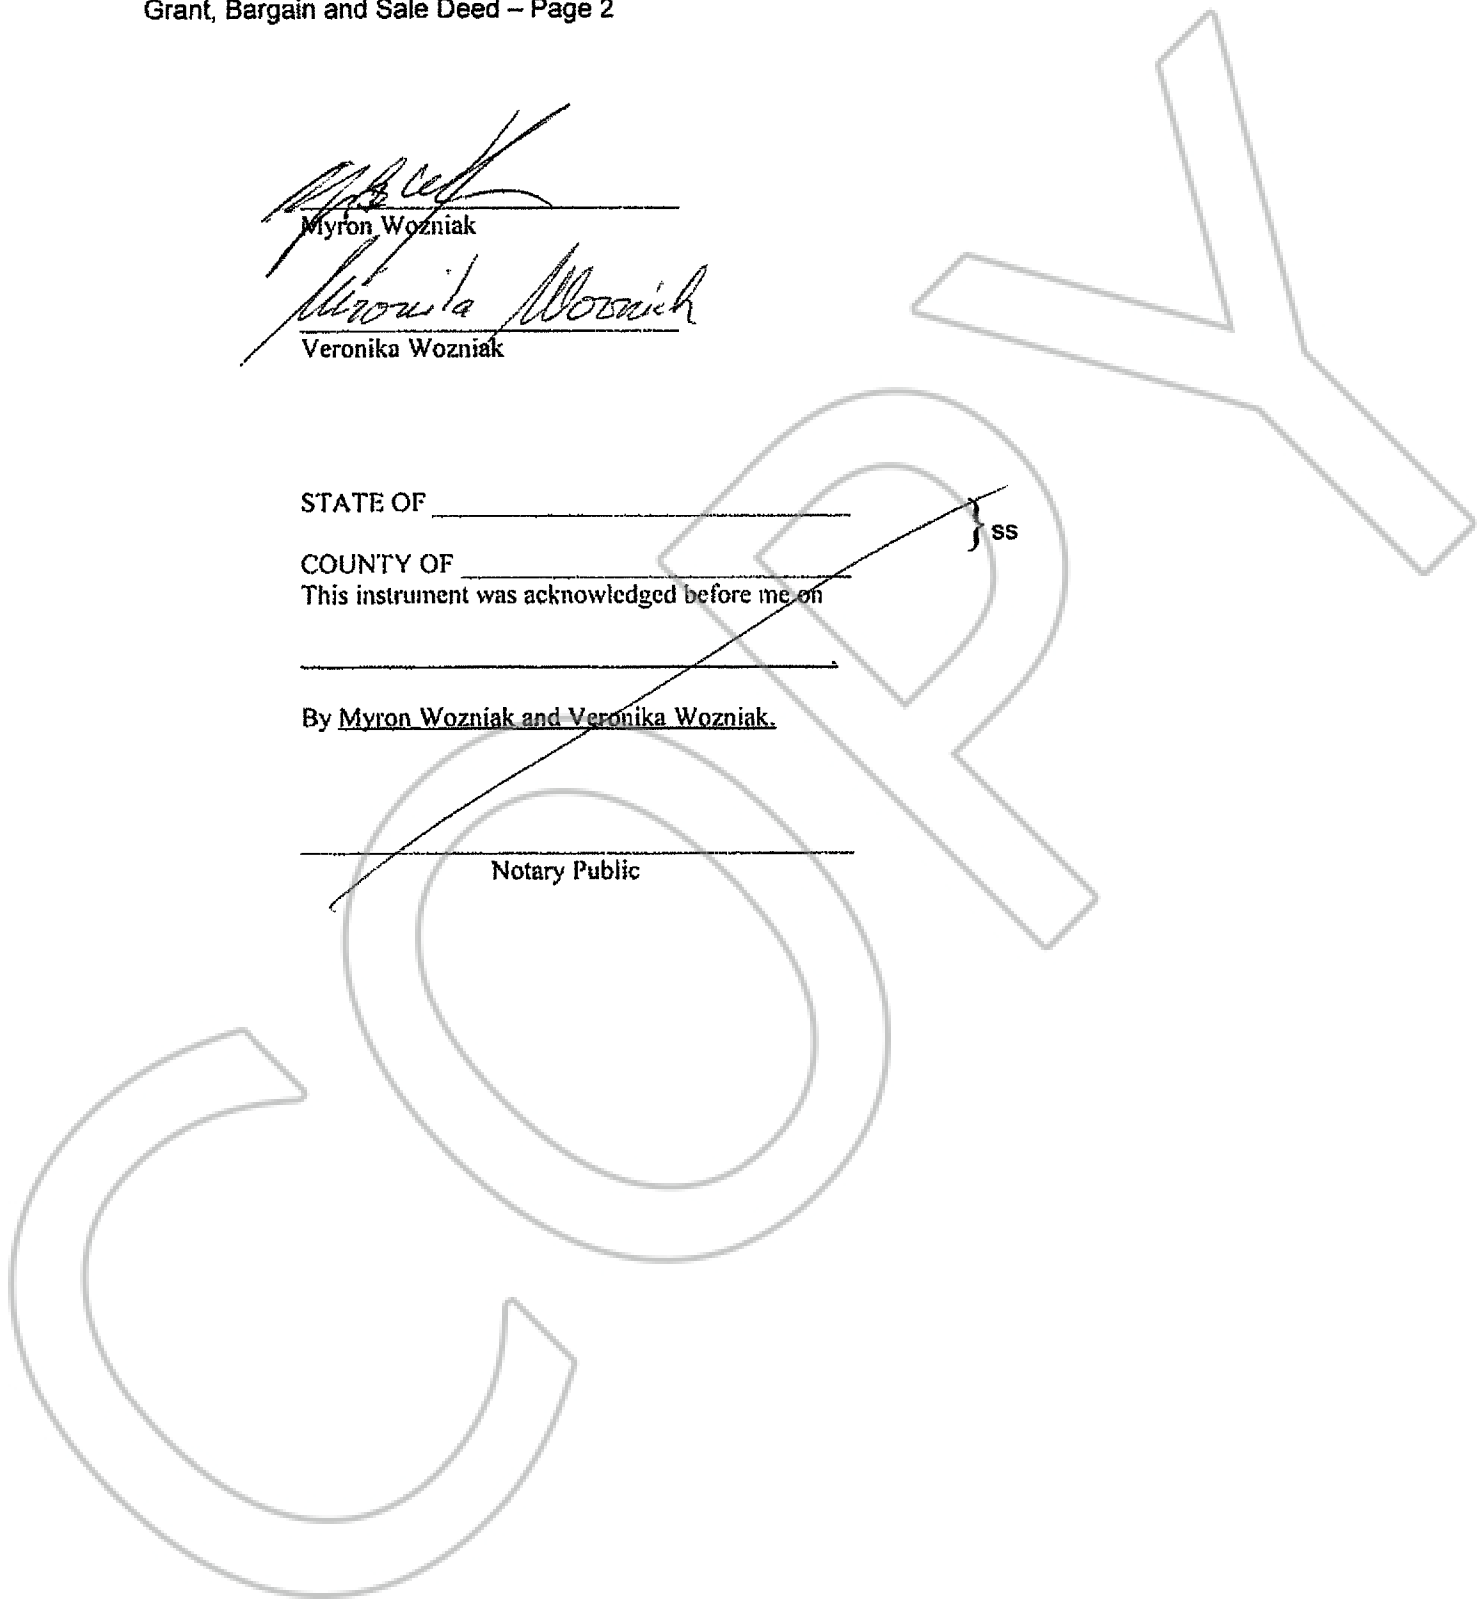 Grant, Bargain and Sale Deed – Page 2
Myron Wozniak
Veronika Wozniak
STATE OF
} ss
COUNTY OF
This instrument was acknowledged before me on
By Myron Wozniak and Veronika Wozniak.
Notary Public
COPY